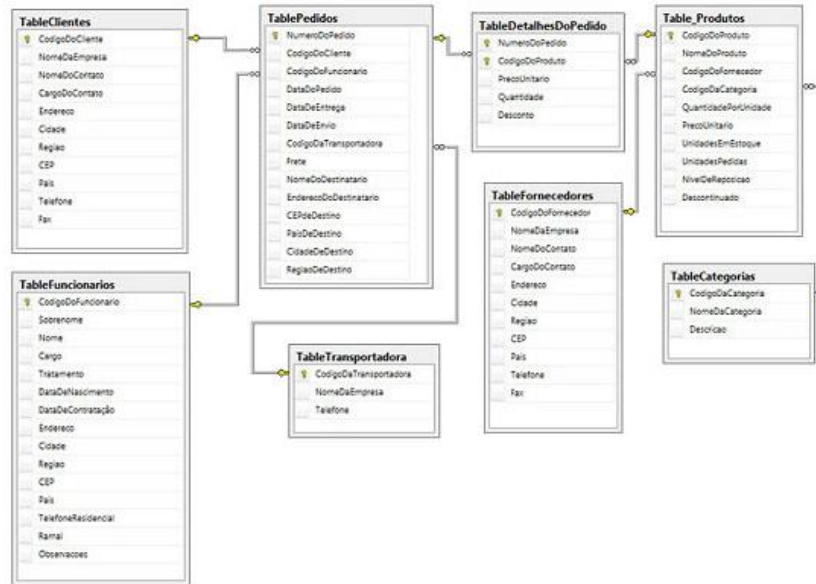 TableClientes
CodigoDoCliente
NomeDaEmpresa
NomeDoContato
CargoDoContato
Endereco
Cidade
Regiao
CEP
Pais
Telefone
Fax
TablePedidos
NumeroDoPedido
CodigoDoCliente
CodigoDoFuncionario
DataDoPedido
DataDeEntrega
DataDeEnvio
CodigoDaTransportadora
Frete
NomeDoDestinatario
EnderecoDoDestinatario
CEPdeDestino
PaisDeDestino
CidadeDeDestino
RegiaoDeDestino
TableDetalhesDoPedido
NumeroDoPedido
CodigoDoProduto
PrecoUnitario
Quantidade
Desconto
Table_Produtos
CodigoDoProduto
NomeDoProduto
CodigoDoFornecedor
CodigoDaCategoria
QuantidadePorUnidade
PrecoUnitario
UnidadesEmEstoque
UnidadesPedidas
NivelDeReposicao
Descontinuado
TableFornecedores
CodigoDoFornecedor
NomeDaEmpresa
NomeDoContato
CargoDoContato
Endereco
Cidade
Regiao
CEP
Pais
Telefone
Fax
TableCategorias
CodigoDaCategoria
NomeDaCategoria
Descricao
TableFuncionarios
CodigoDoFuncionario
Sobrenome
Nome
Cargo
Tratamento
DataDeNascimento
DataDeContratação
Endereco
Cidade
Regiao
CEP
Pais
TelefoneResidencial
Ramal
Observacoes
TableTransportadora
CodigoDaTransportadora
NomeDaEmpresa
Telefone